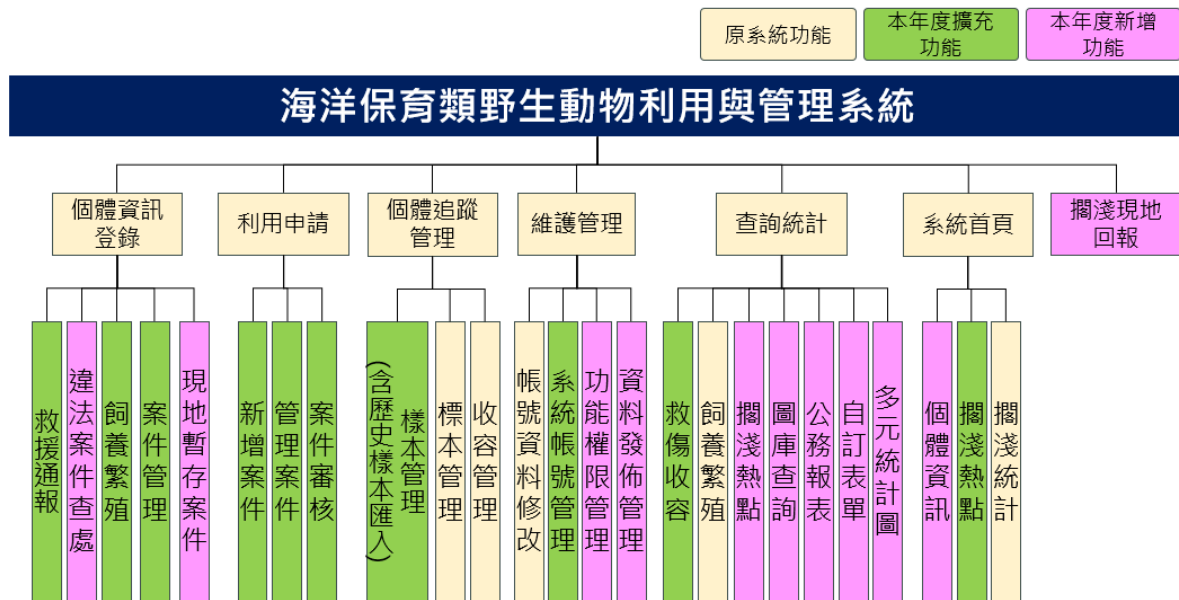 原系統功能
本年度擴充
功能
本年度新增
功能
海洋保育類野生動物利用與管理系統
個體資訊
登錄
利用申請
個體追蹤
管理
維護管理
查詢統計
系統首頁
擱淺現地
回報
救援通報
違法案件查處
飼養繁殖
案件管理
現地暫存案件
新增案件
管理案件
案件審核
樣本管理
(含歷史樣本匯入)
標本管理
收容管理
帳號資料修改
系統帳號管理
功能權限管理
資料發佈管理
救傷收容
飼養繁殖
擱淺熱點
圖庫查詢
公務報表
自訂表單
多元統計圖
個體資訊
擱淺熱點
擱淺統計